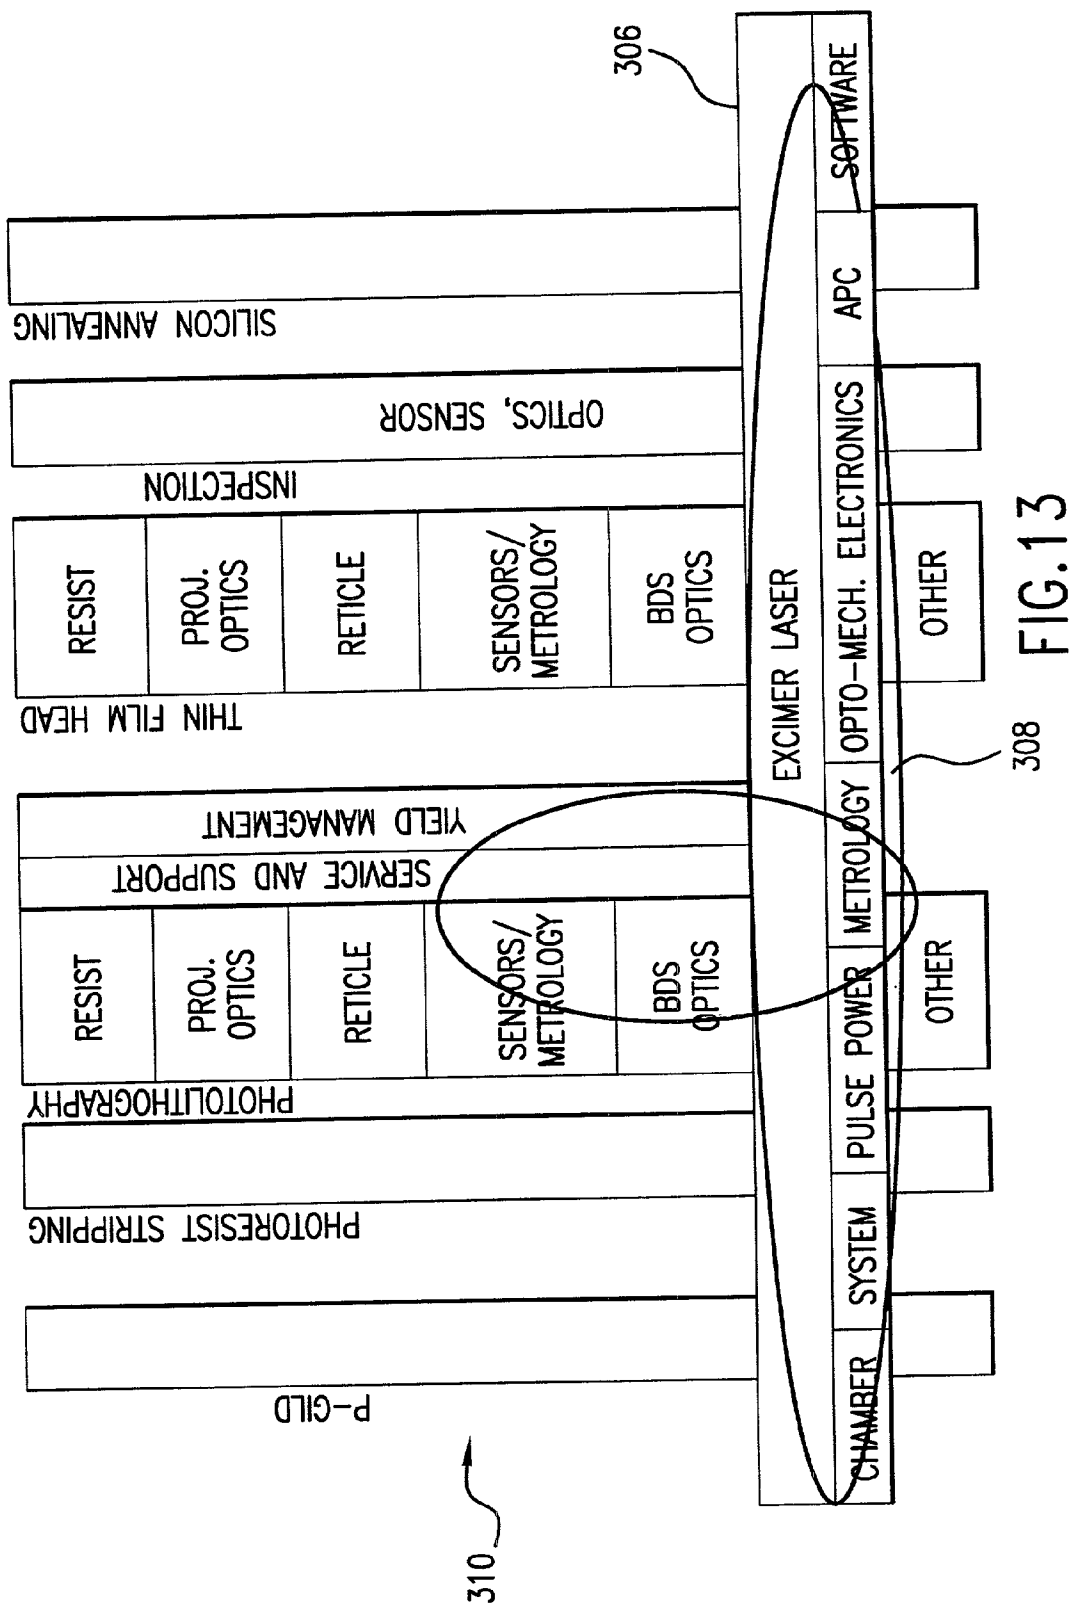 310
P-GILD
PHOTORESIST STRIPPING
PHOTOLITHOGRAPHY
RESIST
PROJ.
OPTICS
RETICLE
SENSORS/
METROLOGY
BDS
OPTICS
SERVICE AND SUPPORT
YIELD MANAGEMENT
THIN FILM HEAD
RESIST
PROJ.
OPTICS
RETICLE
SENSORS/
METROLOGY
BDS
OPTICS
INSPECTION
OPTICS, SENSOR
SILICON ANNEALING
306
EXCIMER LASER
CHAMBER
SYSTEM
PULSE POWER
METROLOGY
OPTO-MECH. ELECTRONICS
APC
SOFTWARE
OTHER
OTHER
308
FIG.13